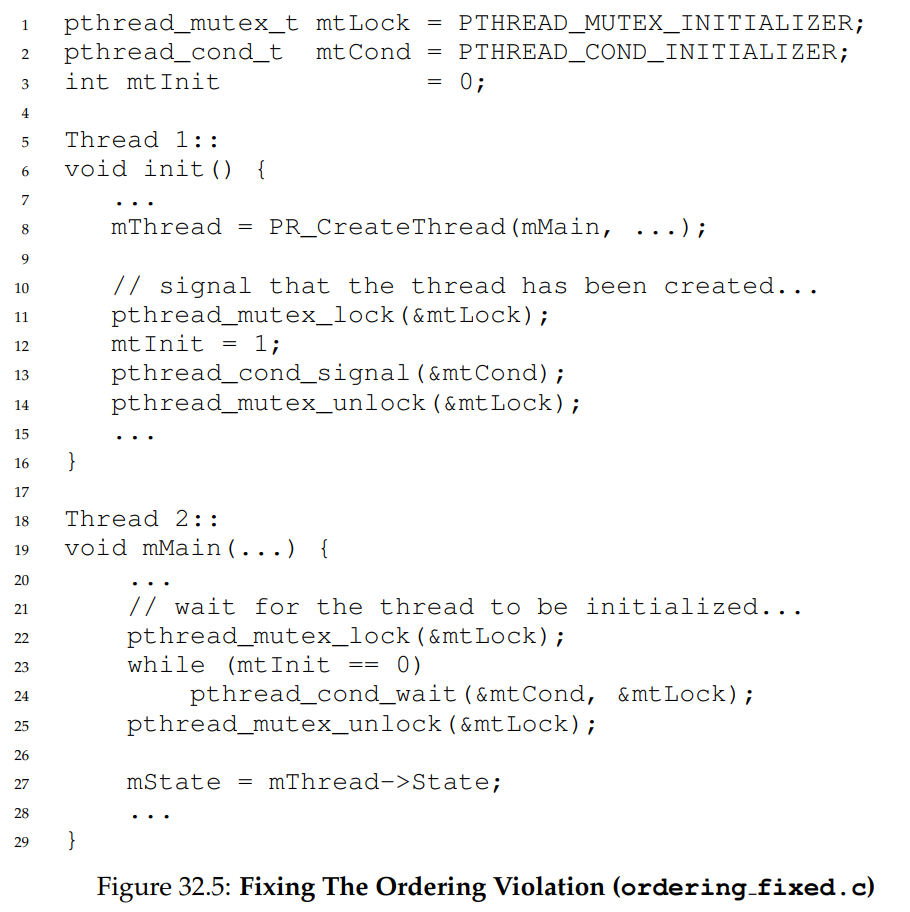 1 pthread_mutex_t mtLock = PTHREAD_MUTEX_INITIALIZER;
2 pthread_cond_t  mtCond = PTHREAD_COND_INITIALIZER;
3 int mtInit             = 0;
4
5 Thread 1::
6 void init() {
7    ...
8    mThread = PR_CreateThread(mMain, ...);
9
10    // signal that the thread has been created...
11    pthread_mutex_lock(&mtLock);
12    mtInit = 1;
13    pthread_cond_signal(&mtCond);
14    pthread_mutex_unlock(&mtLock);
15    ...
16 }
17
18 Thread 2::
19 void mMain(...) {
20     ...
21     // wait for the thread to be initialized...
22     pthread_mutex_lock(&mtLock);
23     while (mtInit == 0)
24         pthread_cond_wait(&mtCond, &mtLock);
25     pthread_mutex_unlock(&mtLock);
26
27     mState = mThread->State;
28     ...
29 }
Figure 32.5: Fixing The Ordering Violation (ordering_fixed.c)